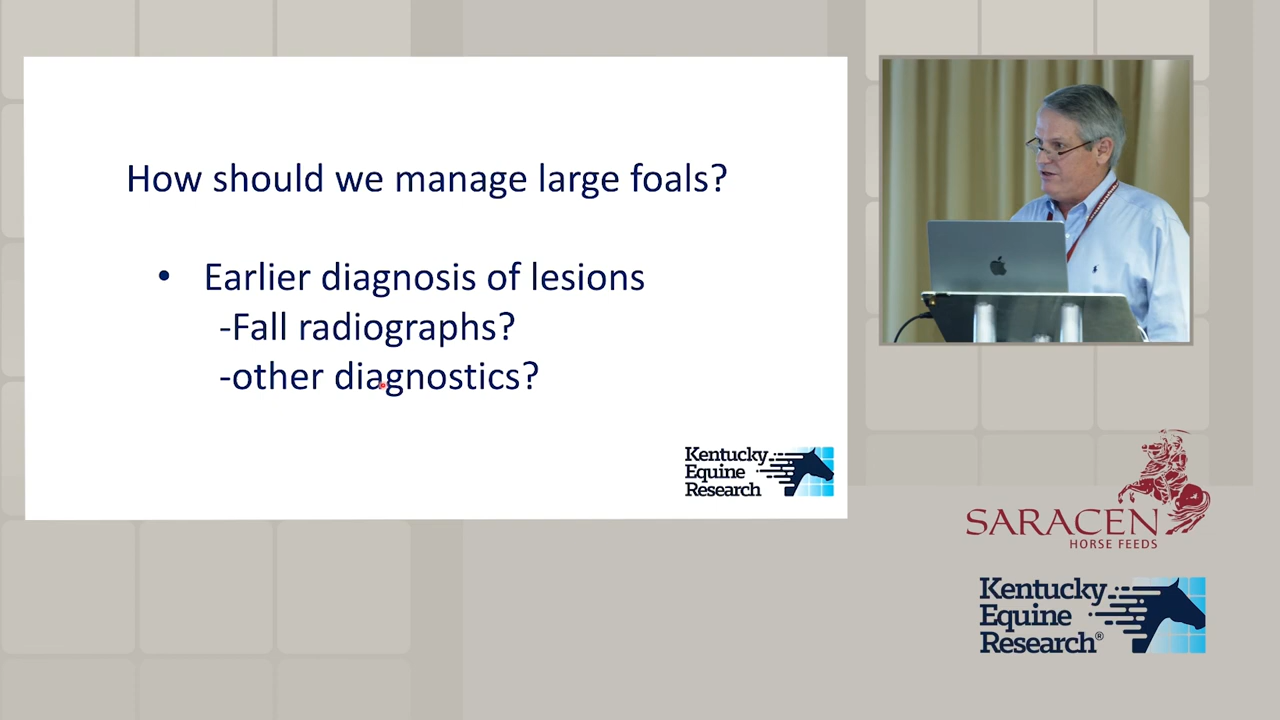 How should we manage large foals?
• Earlier diagnosis of lesions
-Fall radiographs?
-other diagnostics?
Kentucky
Equine
Research
SARACEN
HORSE FEEDS
Kentucky
Equine
Research®